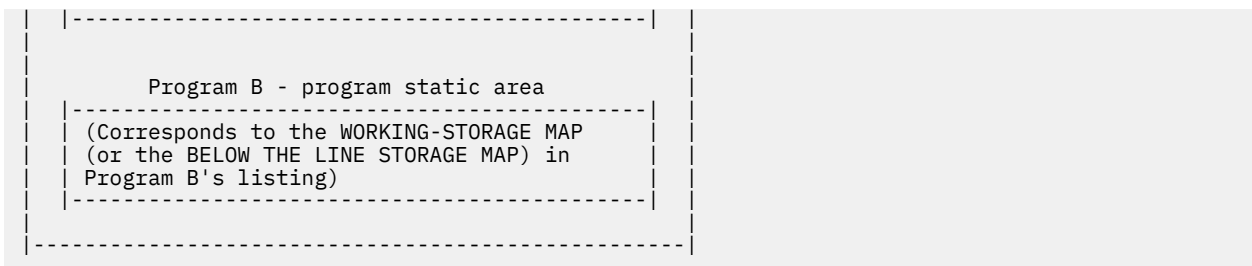 | |---------------------------------------------| |
| |
| |
| Program B - program static area |
| |---------------------------------------------| |
| | (Corresponds to the WORKING-STORAGE MAP | |
| | (or the BELOW THE LINE STORAGE MAP) in | |
| | Program B's listing) | |
| |---------------------------------------------| |
| |
|---------------------------------------------------|